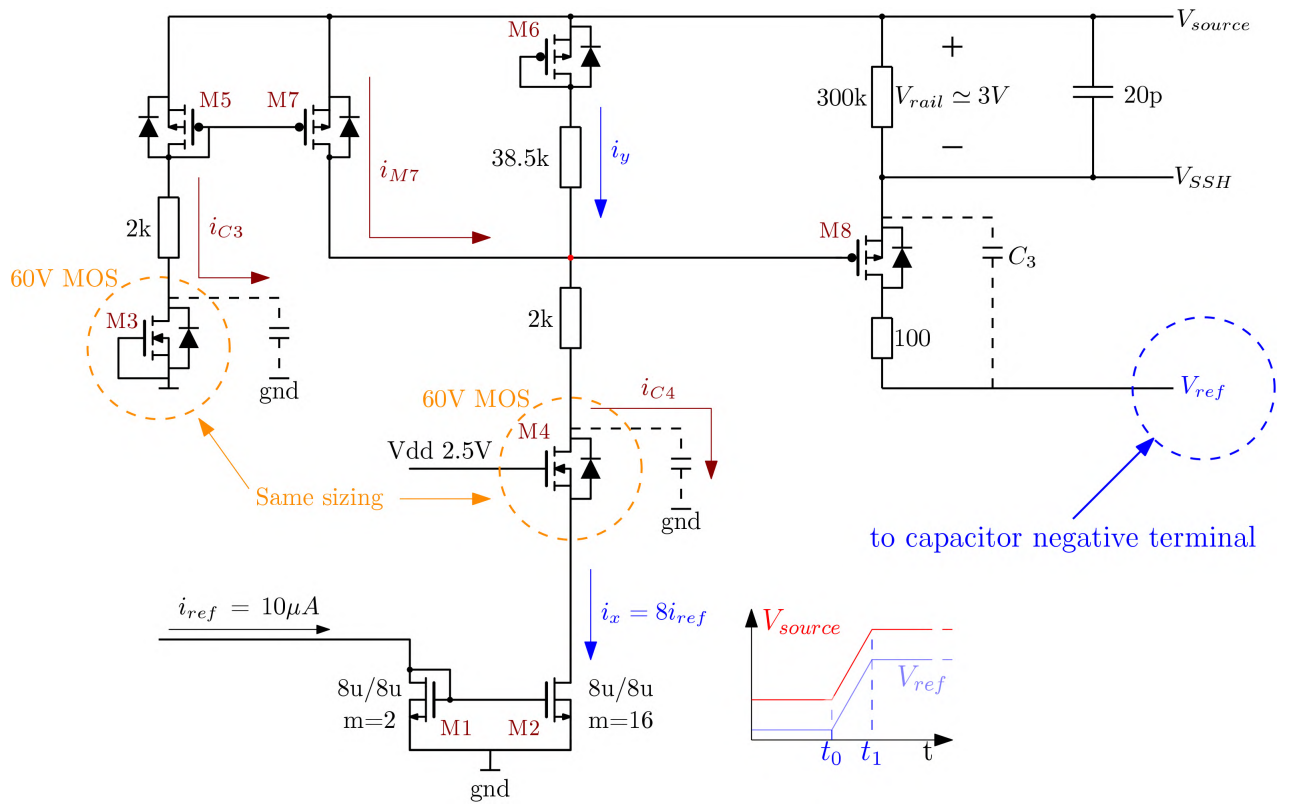 V_source
M6
M5
M7
300k
V_rail ≃ 3V
20p
38.5k
i_y
i_M7
V_SSH
2k
i_C3
M8
C_3
60V MOS
M3
2k
100
gnd
i_C4
V_ref
60V MOS
M4
Vdd 2.5V
Same sizing
gnd
to capacitor negative terminal
i_ref = 10μA
i_x = 8i_ref
V_source
V_ref
8u/8u
m=2
M1
M2
8u/8u
m=16
t_0
t_1
t
gnd